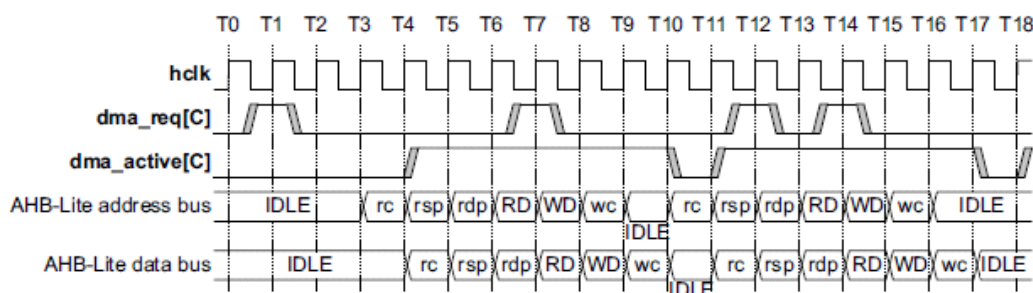 T0 T1 T2 T3 T4 T5 T6 T7 T8 T9 T10 T11 T12 T13 T14 T15 T16 T17 T18
hclk
dma_req[C]
dma_active[C]
AHB-Lite address bus IDLE rc rsp rdp RD WD wc rc rsp rdp RD WD wc IDLE
IDLE
AHB-Lite data bus IDLE rc rsp rdp RD WD wc rc rsp rdp RD WD wc IDLE
IDLE